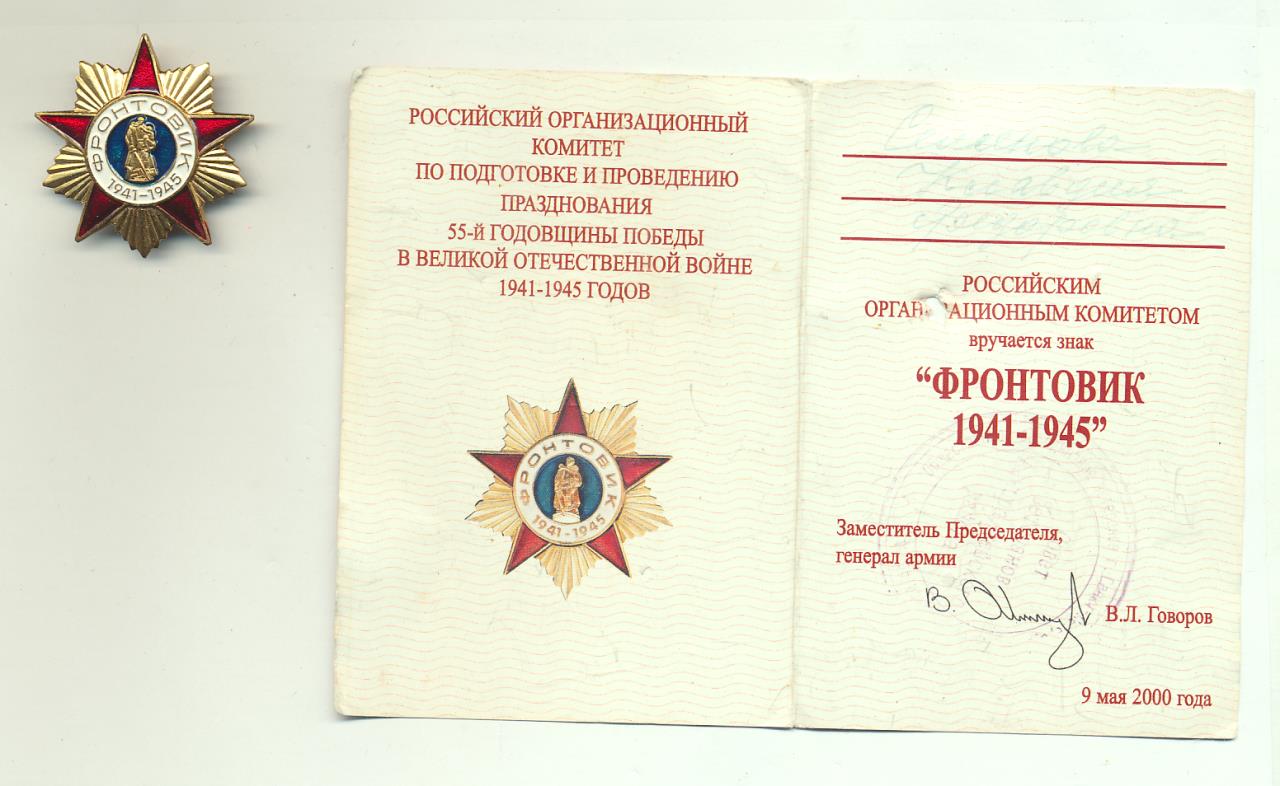 ФРОНТОВИК
1941-1945
РОССИЙСКИЙ ОРГАНИЗАЦИОННЫЙ
КОМИТЕТ
ПО ПОДГОТОВКЕ И ПРОВЕДЕНИЮ
ПРАЗДНОВАНИЯ
55-й ГОДОВЩИНЫ ПОБЕДЫ
В ВЕЛИКОЙ ОТЕЧЕСТВЕННОЙ ВОЙНЕ
1941-1945 ГОДОВ
ФРОНТОВИК
1941-1945
РОССИЙСКИМ
КОМИТЕТОМ
вручается знак
“ФРОНТОВИК
1941-1945”
Заместитель Председателя,
генерал армии
В.
В.Л. Говоров
9 мая 2000 года